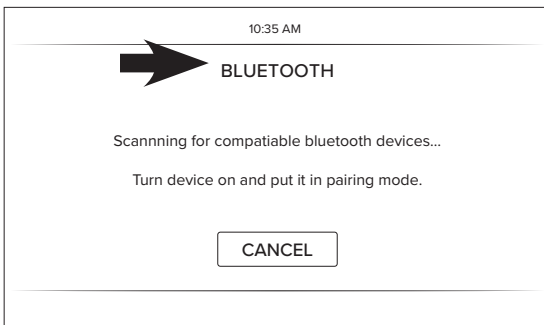 10:35 AM
BLUETOOTH
Scannning for compatiable bluetooth devices...
Turn device on and put it in pairing mode.
CANCEL